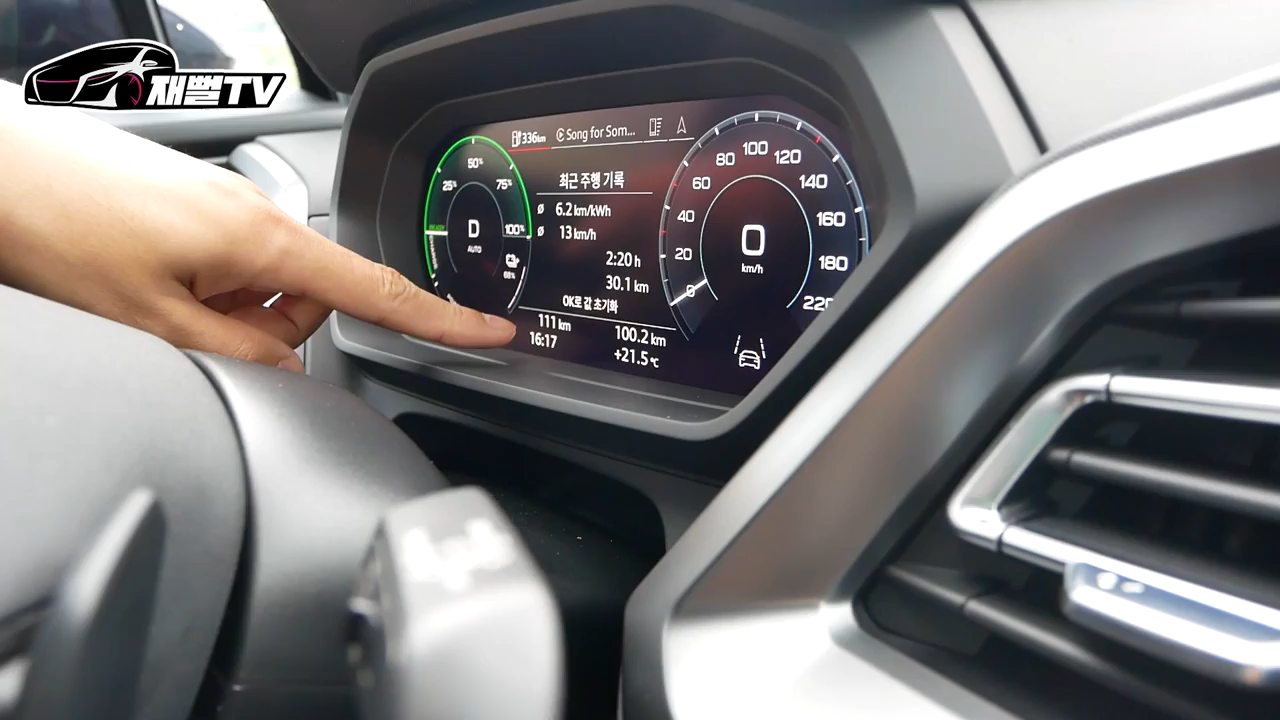 재벌TV
336km Song for Som...
50%
25% 75%
100%
D
AUTO
68%
최근 주행 기록
ø 6.2 km/kWh
ø 13 km/h
2:20 h
30.1 km
OK로 값 초기화
111 km 100.2 km
16:17 +21.5 °C
0 20 40 60 80 100 120 140 160 180 220
0
km/h